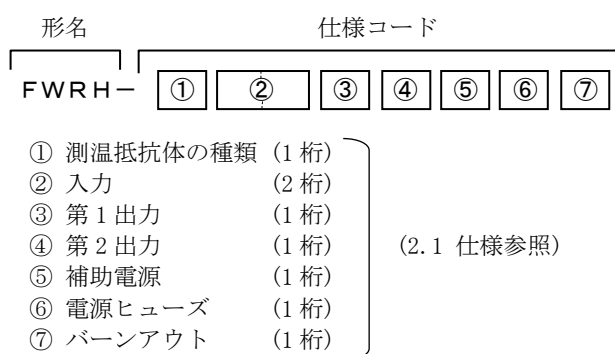 形名 仕様コード
FWRH- ① ② ③ ④ ⑤ ⑥ ⑦
① 測温抵抗体の種類 (1桁)
② 入力 (2桁)
③ 第1出力 (1桁)
④ 第2出力 (1桁) (2.1 仕様参照)
⑤ 補助電源 (1桁)
⑥ 電源ヒューズ (1桁)
⑦ バーンアウト (1桁)